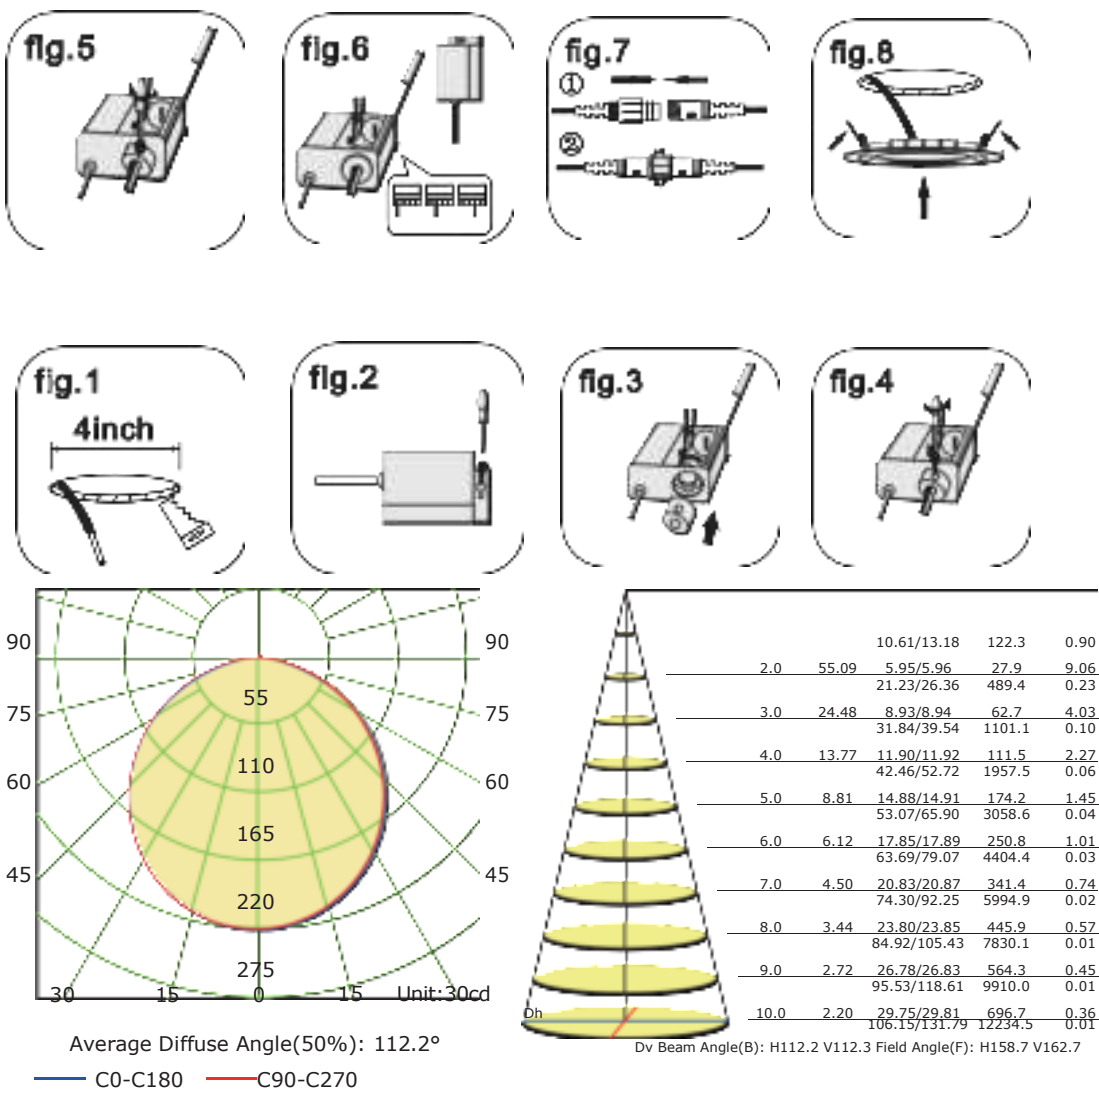 fig.5
fig.6
fig.7
①
②
fig.8
fig.1
4inch
fig.2
fig.3
fig.4
90 90
75 75
60 60
45 45
55
110
165
220
275
30 15 0 15 Unit:30cd
Average Diffuse Angle(50%): 112.2°
C0-C180 C90-C270
10.61/13.18 122.3 0.90
2.0 55.09 5.95/5.96 27.9 9.06
21.23/26.36 489.4 0.23
3.0 24.48 8.93/8.94 62.7 4.03
31.84/39.54 1101.1 0.10
4.0 13.77 11.90/11.92 111.5 2.27
42.46/52.72 1957.5 0.06
5.0 8.81 14.88/14.91 174.2 1.45
53.07/65.90 3058.6 0.04
6.0 6.12 17.85/17.89 250.8 1.01
63.69/79.07 4404.4 0.03
7.0 4.50 20.83/20.87 341.4 0.74
74.30/92.25 5994.9 0.02
8.0 3.44 23.80/23.85 445.9 0.57
84.92/105.43 7830.1 0.01
9.0 2.72 26.78/26.83 564.3 0.45
95.53/118.61 9910.0 0.01
Dh 10.0 2.20 29.75/29.81 696.7 0.36
106.15/131.79 12234.5 0.01
Dv Beam Angle(B): H112.2 V112.3 Field Angle(F): H158.7 V162.7